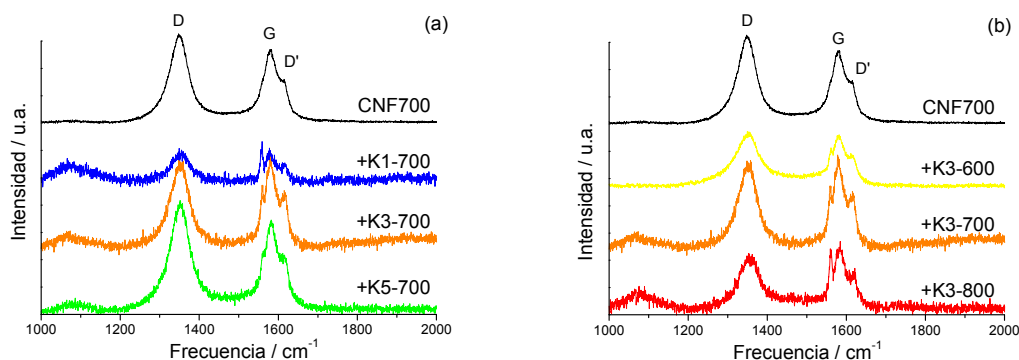 (a)
D
G
D'
CNF700
+K1-700
+K3-700
+K5-700
Intensidad / u.a.
1000 1200 1400 1600 1800 2000
Frecuencia / cm⁻¹
(b)
D
G
D'
CNF700
+K3-600
+K3-700
+K3-800
Intensidad / u.a.
1000 1200 1400 1600 1800 2000
Frecuencia / cm⁻¹